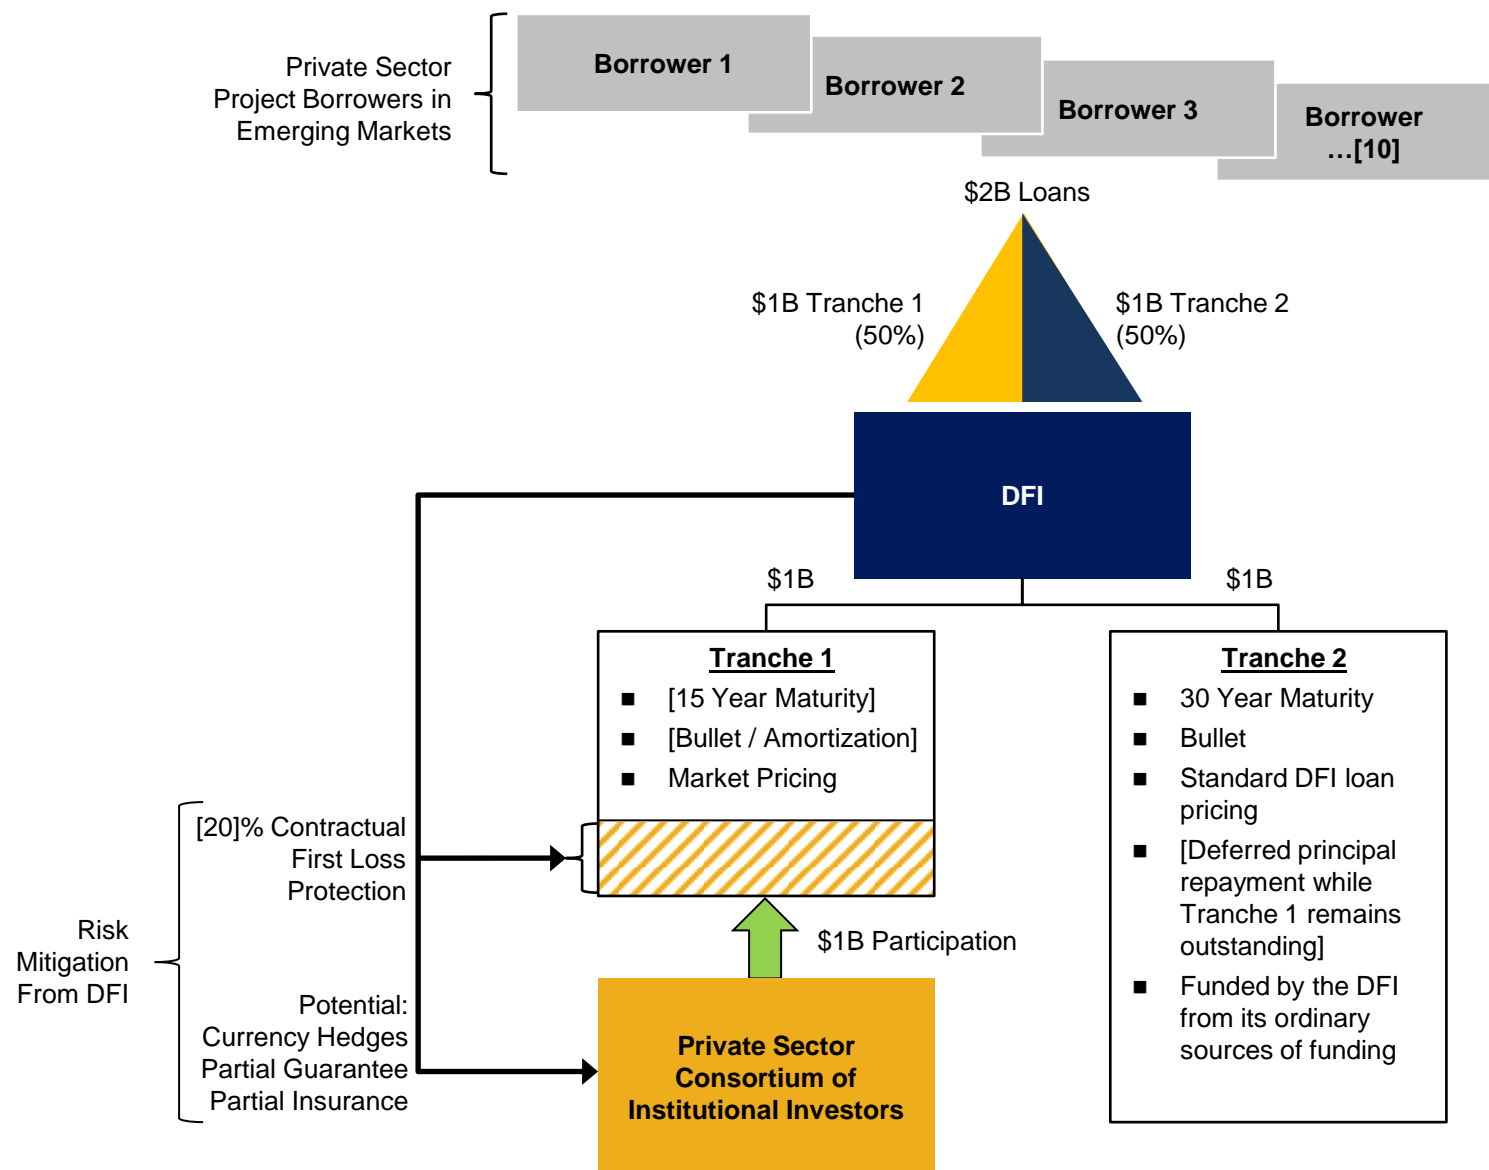 Private Sector
Project Borrowers in
Emerging Markets
Borrower 1
Borrower 2
Borrower 3
Borrower
…[10]
$2B Loans
$1B Tranche 1
(50%)
$1B Tranche 2
(50%)
DFI
$1B
$1B
Tranche 1
■ [15 Year Maturity]
■ [Bullet / Amortization]
■ Market Pricing
Tranche 2
■ 30 Year Maturity
■ Bullet
■ Standard DFI loan
pricing
■ [Deferred principal
repayment while
Tranche 1 remains
outstanding]
■ Funded by the DFI
from its ordinary
sources of funding
[20]% Contractual
First Loss
Protection
Risk
Mitigation
From DFI
Potential:
Currency Hedges
Partial Guarantee
Partial Insurance
$1B Participation
Private Sector
Consortium of
Institutional Investors